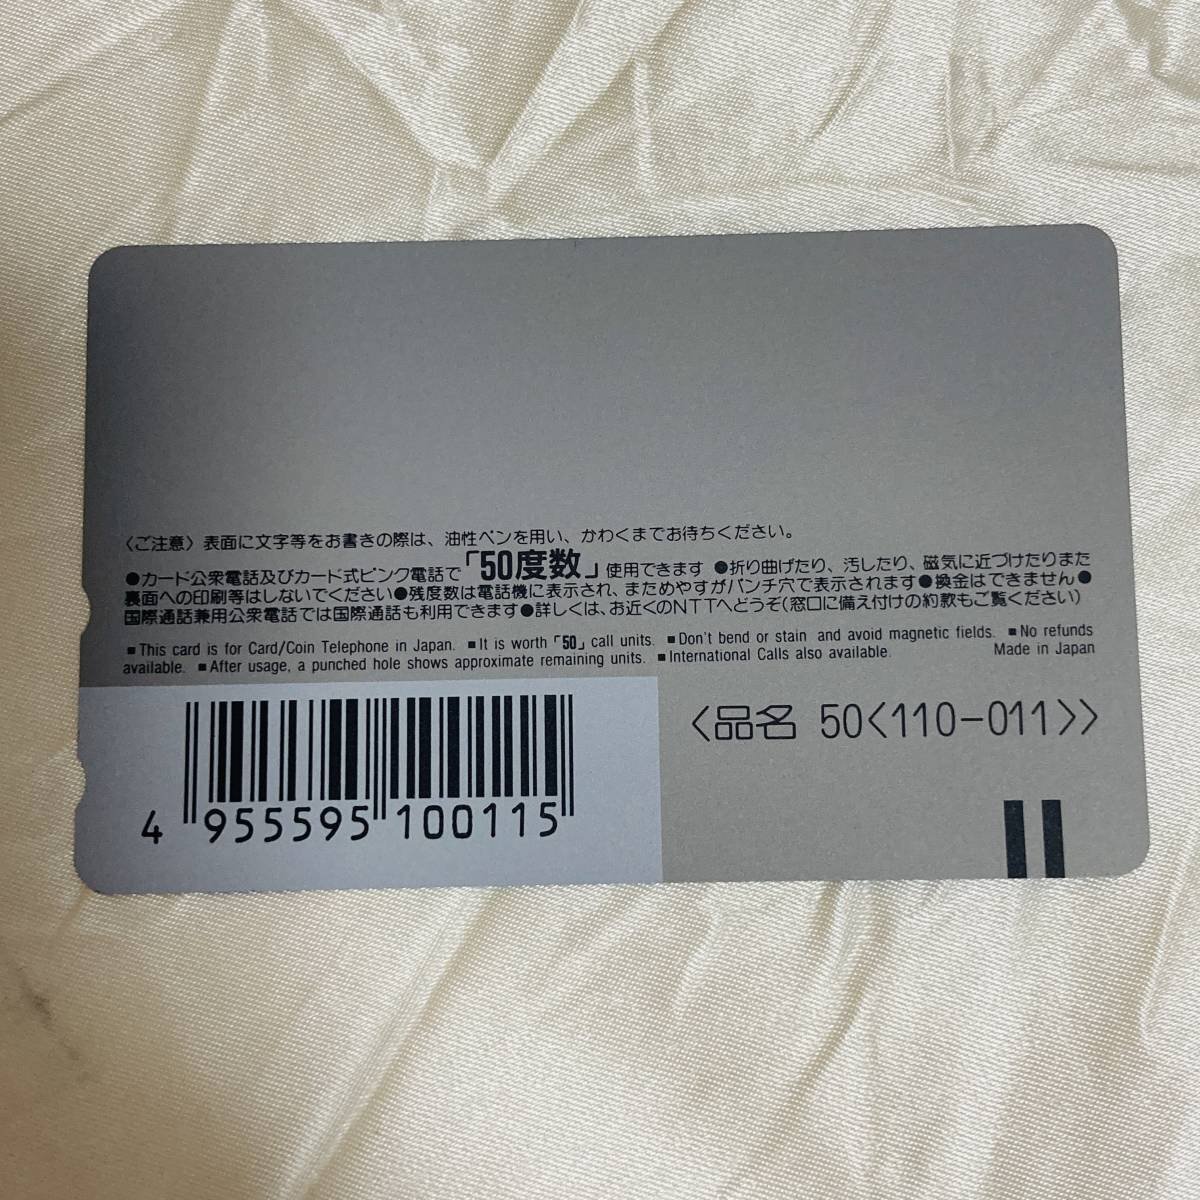 〈ご注意〉表面に文字等をお書きの際は、油性ペンを用い、かわくまでお待ちください。
●カード公衆電話及びカード式ピンク電話で「50度数」使用できます ●折り曲げたり、汚したり、磁気に近づけたりまた
裏面への印刷等はしないでください●残度数は電話機に表示され、まためやすがパンチ穴で表示されます●換金はできません●
国際通話兼用公衆電話では国際通話も利用できます●詳しくは、お近くのNTTへどうぞ(窓口に備え付けの約款もご覧ください)
■This card is for Card/Coin Telephone in Japan. ■It is worth「50」call units. ■Don't bend or stain and avoid magnetic fields. ■No refunds
available. ■After usage, a punched hole shows approximate remaining units. ■International Calls also available. Made in Japan
〈品名 50〈110-011〉〉
4 955595 100115